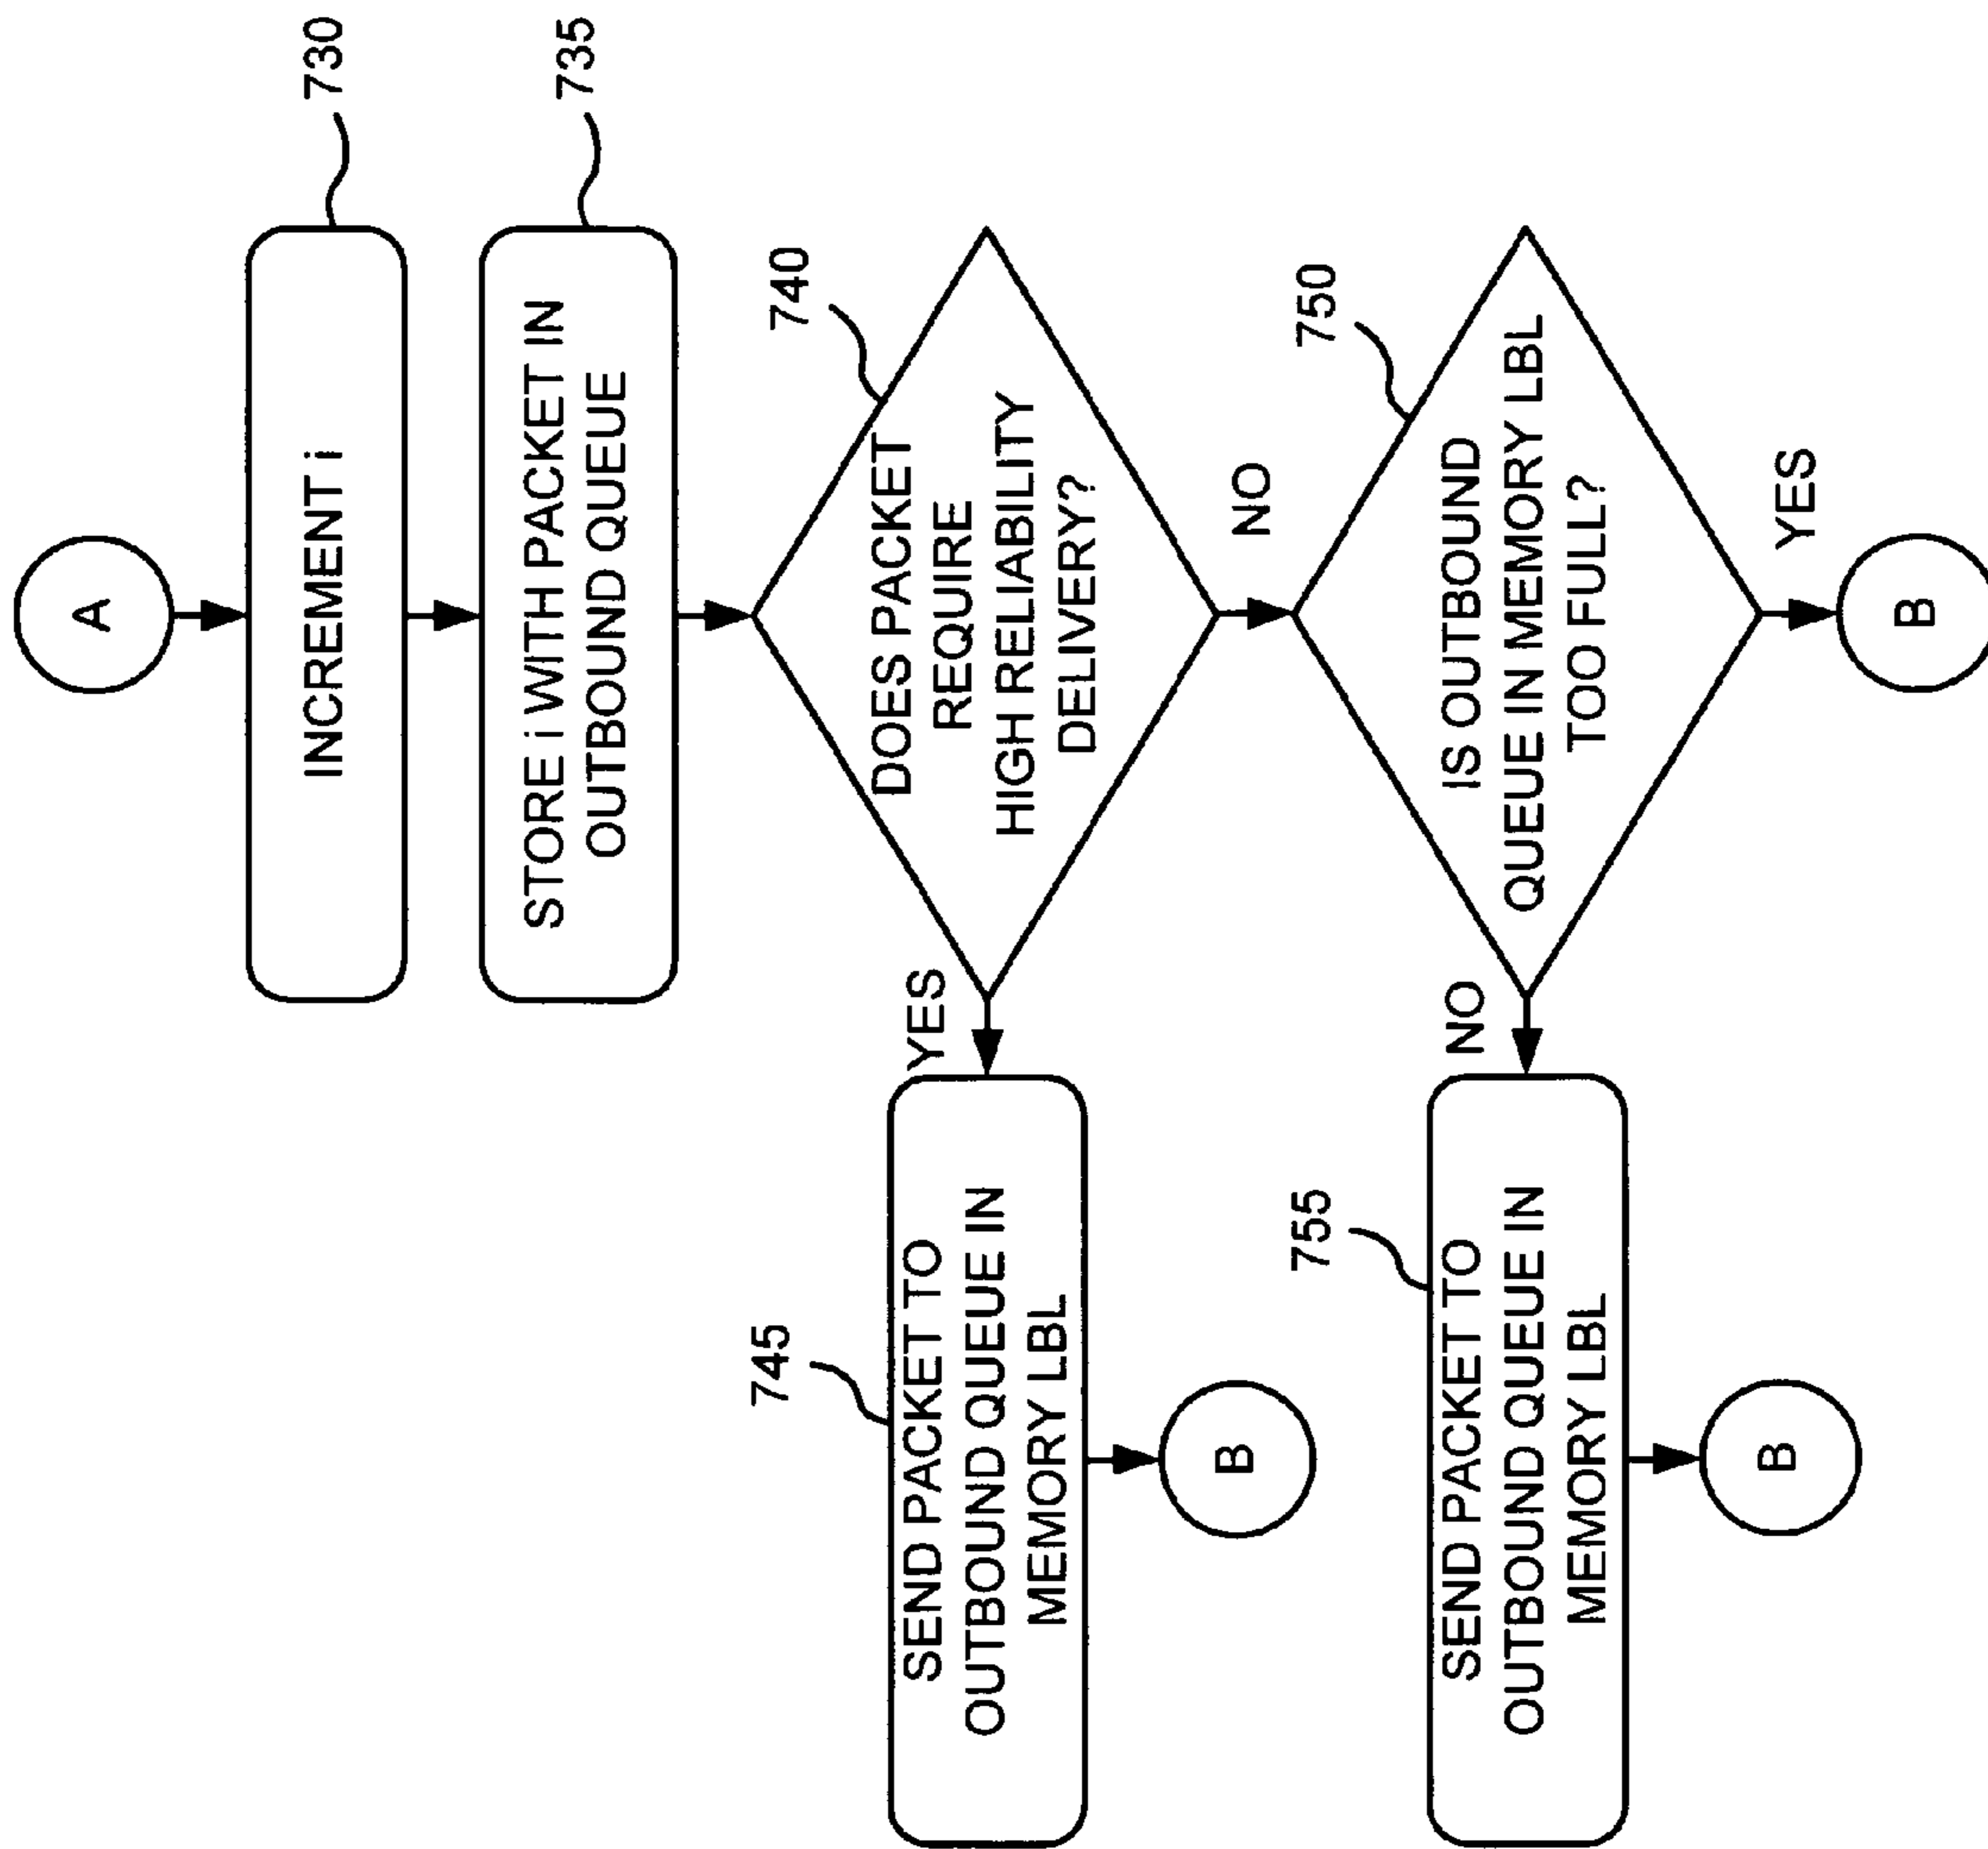 A
730
INCREMENT i
735
STORE i WITH PACKET IN
OUTBOUND QUEUE
740
DOES PACKET
REQUIRE
HIGH RELIABILITY
DELIVERY?
YES
NO
745
SEND PACKET TO
OUTBOUND QUEUE IN
MEMORY LBL
B
750
IS OUTBOUND
QUEUE IN MEMORY LBL
TOO FULL?
NO
YES
755
SEND PACKET TO
OUTBOUND QUEUE IN
MEMORY LBL
B
B